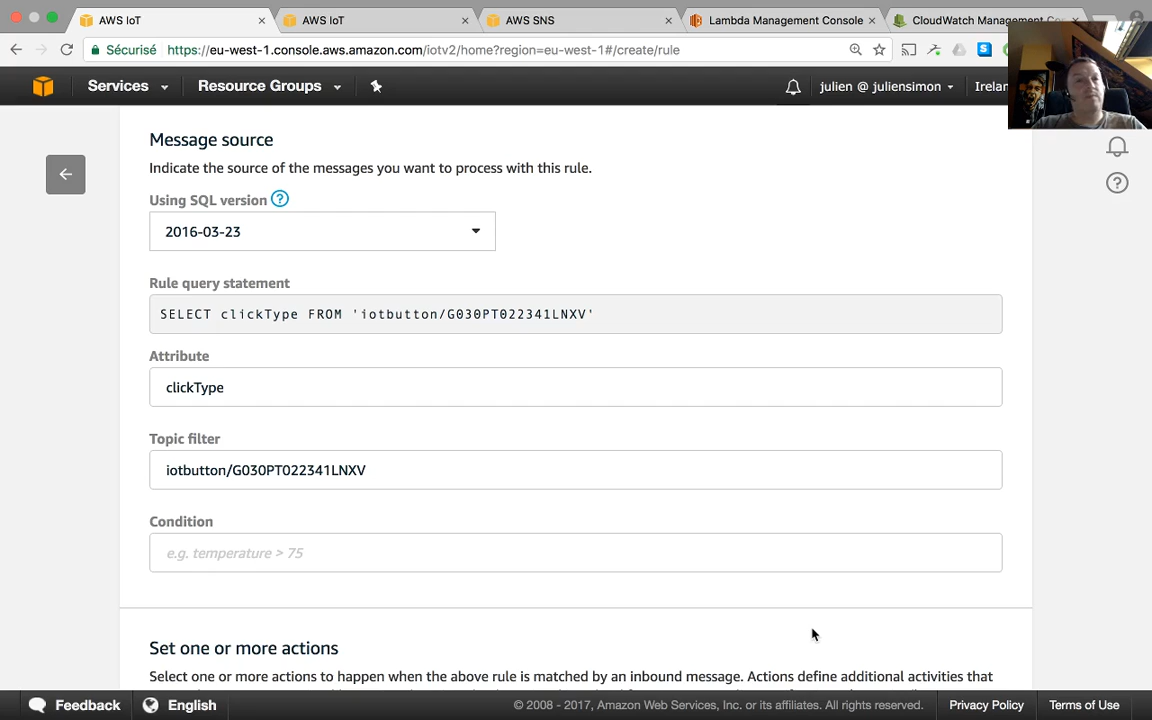 AWS IoT
AWS IoT
AWS SNS
Lambda Management Console
CloudWatch Management Co
Sécurisé
https://eu-west-1.console.aws.amazon.com/iotv2/home?region=eu-west-1#/create/rule
Services
Resource Groups
julien @ juliensimon
Irelan
Message source
Indicate the source of the messages you want to process with this rule.
Using SQL version
2016-03-23
Rule query statement
SELECT clickType FROM 'iotbutton/G030PT022341LNXV'
Attribute
clickType
Topic filter
iotbutton/G030PT022341LNXV
Condition
e.g. temperature > 75
Set one or more actions
Select one or more actions to happen when the above rule is matched by an inbound message. Actions define additional activities that
Feedback
English
© 2008 - 2017, Amazon Web Services, Inc. or its affiliates. All rights reserved.
Privacy Policy
Terms of Use